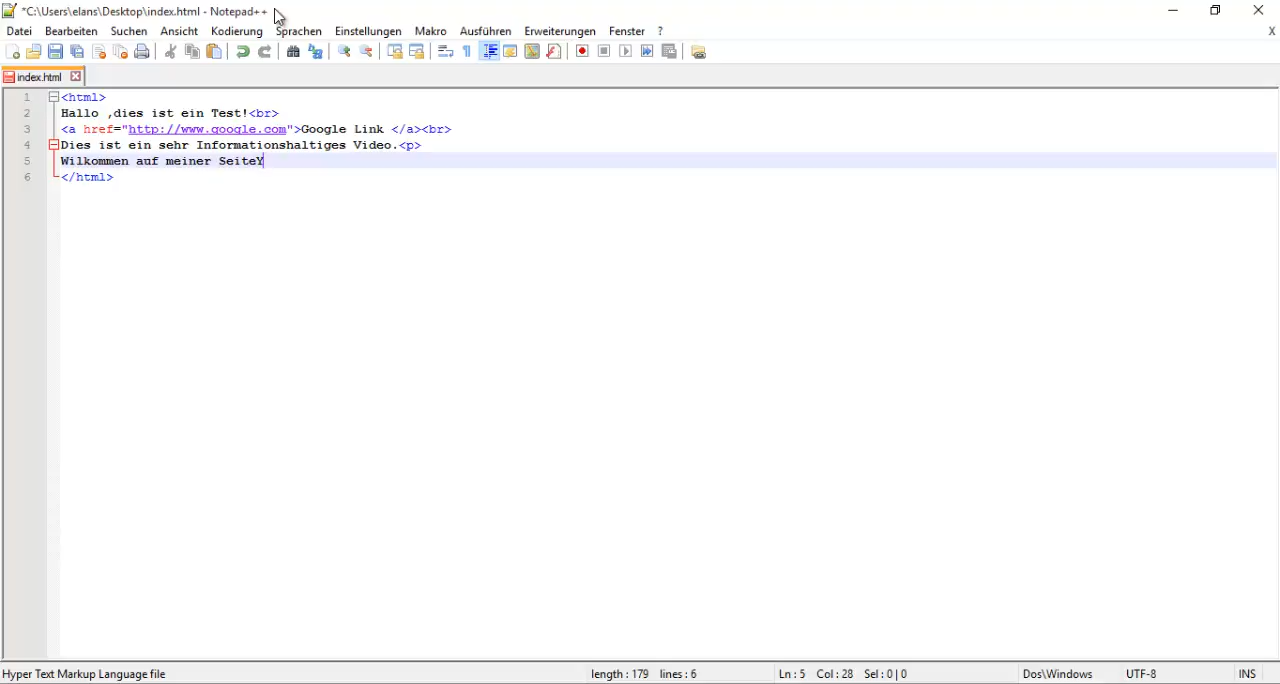 *C:\Users\elans\Desktop\index.html - Notepad++
Datei Bearbeiten Suchen Ansicht Kodierung Sprachen Einstellungen Makro Ausführen Erweiterungen Fenster ? X
index.html
1 <html>
2 Hallo ,dies ist ein Test!<br>
3 <a href="http://www.google.com">Google Link </a><br>
4 Dies ist ein sehr Informationshaltiges Video.<p>
5 Wilkommen auf meiner SeiteY
6 </html>
Hyper Text Markup Language file length : 179 lines : 6 Ln : 5 Col : 28 Sel : 0 | 0 Dos\Windows UTF-8 INS